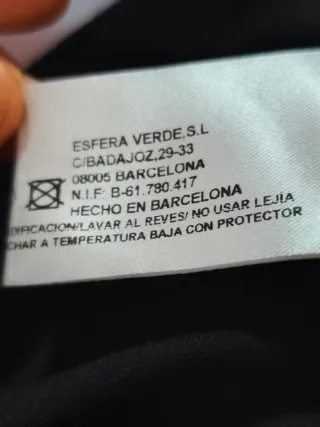 ESFERA VERDE,S.L
C/BADAJOZ,29-33
08005 BARCELONA
N.I.F: B-61.780.417
HECHO EN BARCELONA
DIFICACION/LAVAR AL REVES/ NO USAR LEJÍA
CHAR A TEMPERATURA BAJA CON PROTECTOR